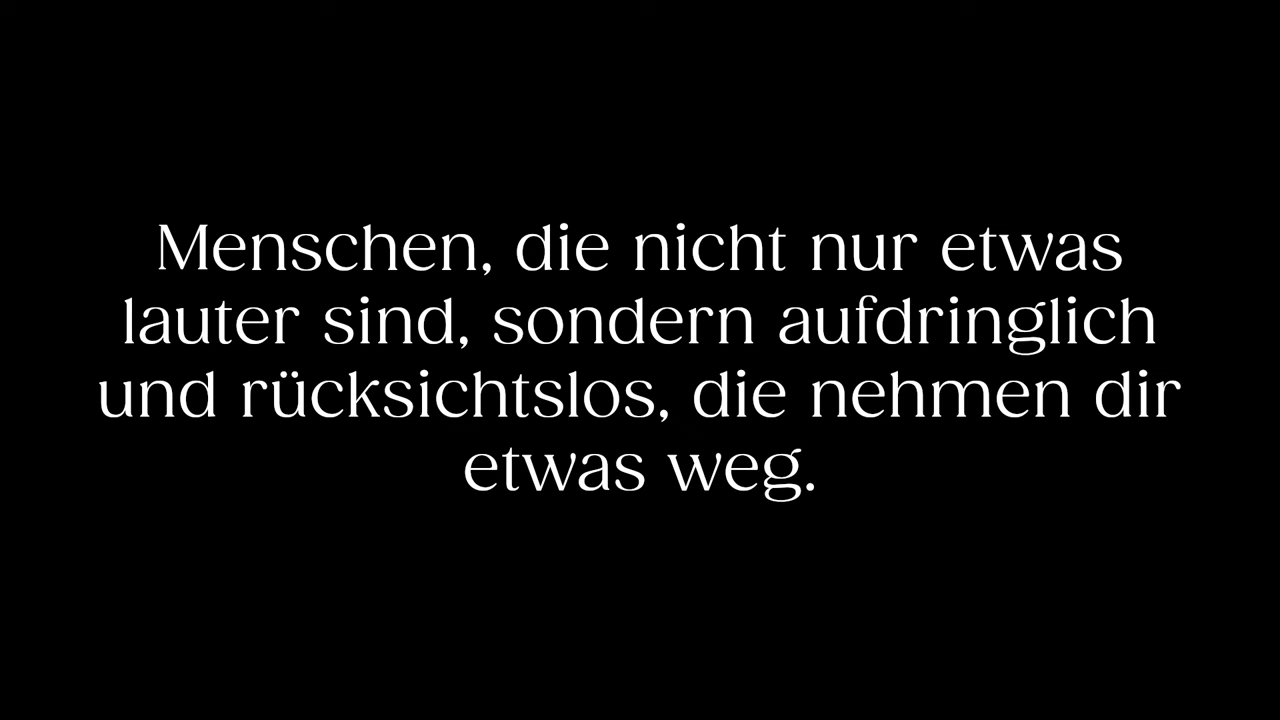 Menschen, die nicht nur etwas
lauter sind, sondern aufdringlich
und rücksichtslos, die nehmen dir
etwas weg.